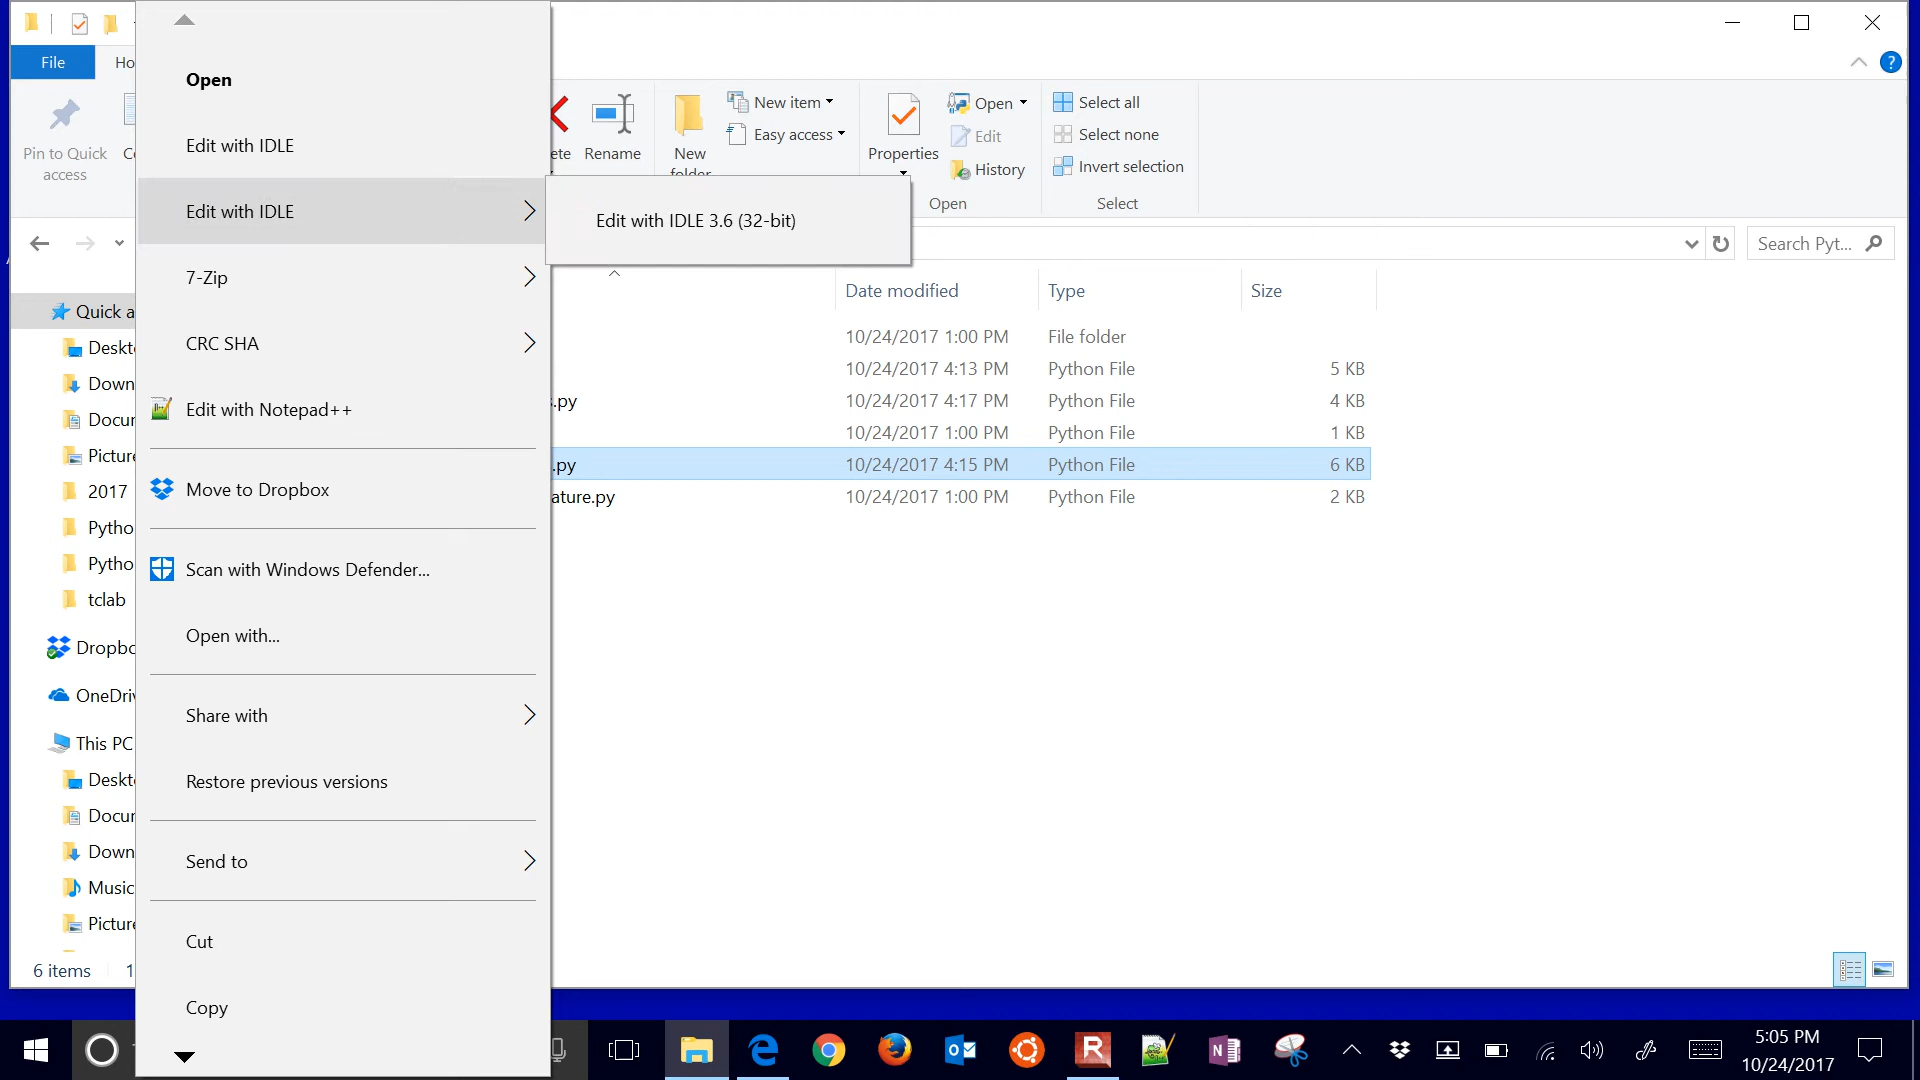 File
Ho
Pin to Quick
access
ete
Rename
New
folder
New item
Easy access
Properties
Open
Edit
History
Open
Select all
Select none
Invert selection
Select
Search Pyt...
Open
Edit with IDLE
Edit with IDLE
Edit with IDLE 3.6 (32-bit)
7-Zip
CRC SHA
Edit with Notepad++
Move to Dropbox
Scan with Windows Defender...
Open with...
Share with
Restore previous versions
Send to
Cut
Copy
Quick a
Deskt
Down
Docur
Picture
2017
Pytho
Pytho
tclab
Dropbo
OneDriv
This PC
Deskt
Docur
Down
Music
Picture
Date modified Type Size
10/24/2017 1:00 PM File folder
10/24/2017 4:13 PM Python File 5 KB
.py 10/24/2017 4:17 PM Python File 4 KB
10/24/2017 1:00 PM Python File 1 KB
.py 10/24/2017 4:15 PM Python File 6 KB
ature.py 10/24/2017 1:00 PM Python File 2 KB
6 items 1
5:05 PM
10/24/2017